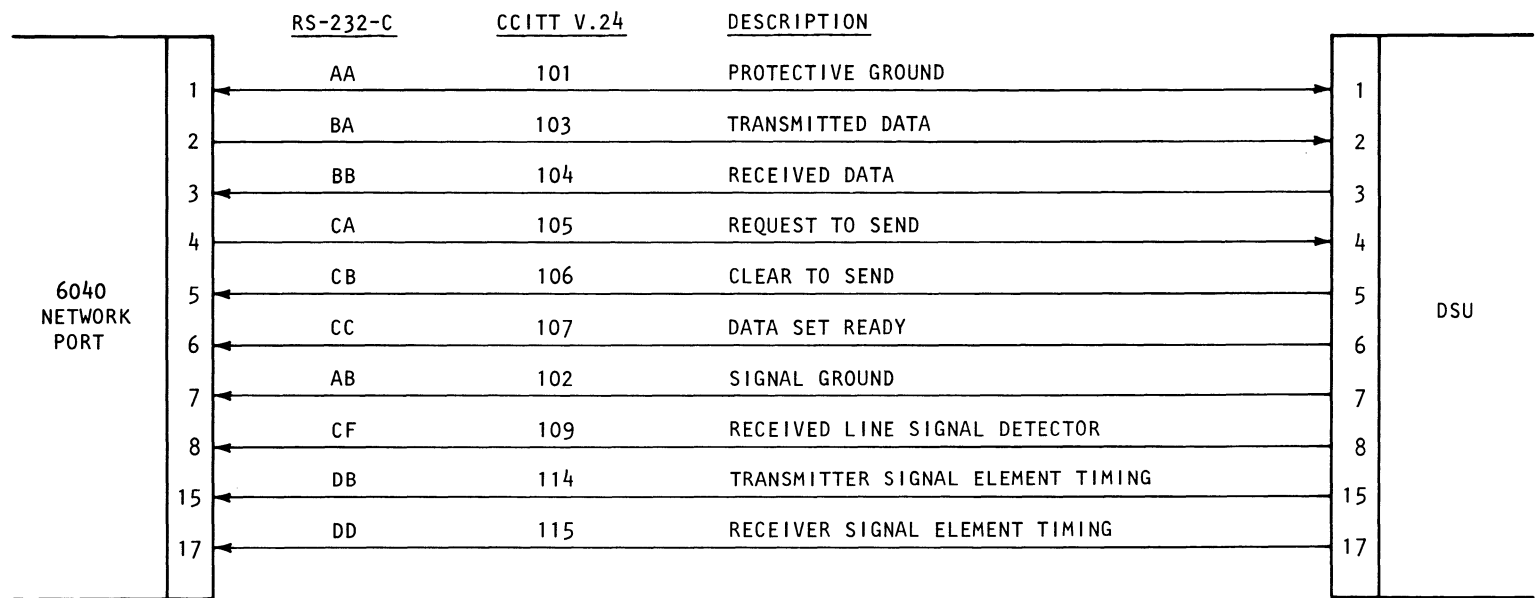 RS-232-C CCITT V.24 DESCRIPTION
1 AA 101 PROTECTIVE GROUND 1
2 BA 103 TRANSMITTED DATA 2
3 BB 104 RECEIVED DATA 3
4 CA 105 REQUEST TO SEND 4
5 CB 106 CLEAR TO SEND 5
6 CC 107 DATA SET READY 6
7 AB 102 SIGNAL GROUND 7
8 CF 109 RECEIVED LINE SIGNAL DETECTOR 8
15 DB 114 TRANSMITTER SIGNAL ELEMENT TIMING 15
17 DD 115 RECEIVER SIGNAL ELEMENT TIMING 17
6040
NETWORK
PORT
DSU